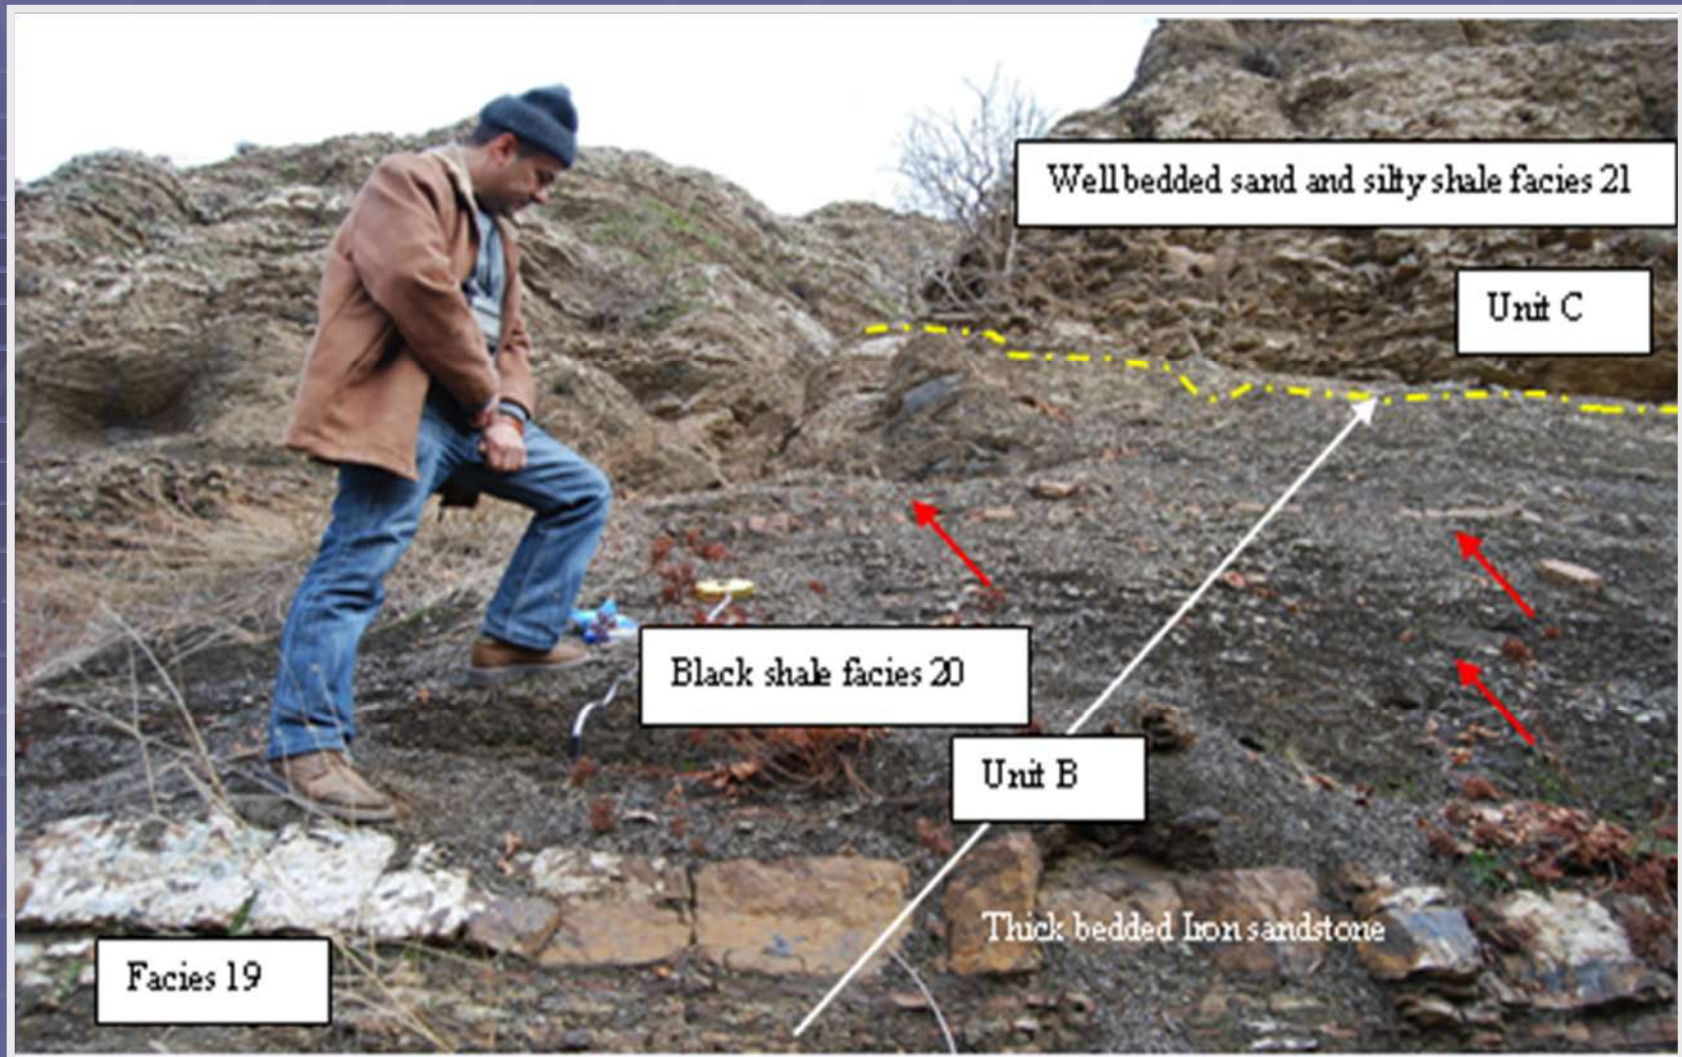 Well bedded sand and silty shale facies 21
Unit C
Black shale facies 20
Unit B
Thick bedded Iron sandstone
Facies 19